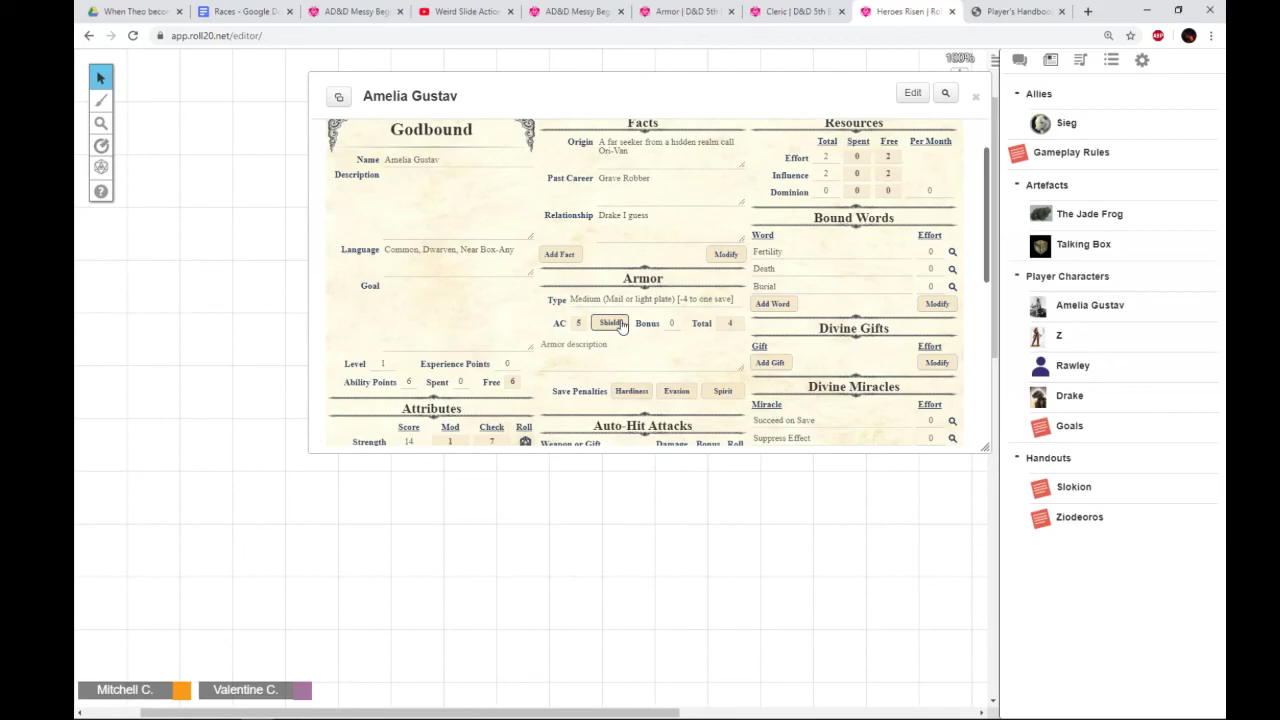 When Theo becom
Races - Google D
AD&D Messy Beg
Weird Slide Action
AD&D Messy Beg
Armor | D&D 5th
Cleric | D&D 5th E
Heroes Risen | Ro
Player's Handboo
app.roll20.net/editor/
ABP
100%
Amelia Gustav
Edit
Godbound
Name Amelia Gustav
Description
Language Common, Dwarven, Near Box-Any
Goal
Level 1 Experience Points 0
Ability Points 6 Spent 0 Free 6
Attributes
Score Mod Check Roll
Strength 14 1 7
Facts
Origin A far seeker from a hidden realm call
Ori-Van
Past Career Grave Robber
Relationship Drake I guess
Add Fact Modify
Armor
Type Medium (Mail or light plate) [-4 to one save]
AC 5 Shield Bonus 0 Total 4
Armor description
Save Penalties Hardiness Evasion Spirit
Auto-Hit Attacks
Weapon or Gift Damage Bonus Roll
Resources
Total Spent Free Per Month
Effort 2 0 2
Influence 2 0 2
Dominion 0 0 0 0
Bound Words
Word Effort
Fertility 0
Death 0
Burial 0
Add Word Modify
Divine Gifts
Gift Effort
Add Gift Modify
Divine Miracles
Miracle Effort
Succeed on Save 0
Suppress Effect 0
Allies
Sieg
Gameplay Rules
Artefacts
The Jade Frog
Talking Box
Player Characters
Amelia Gustav
Z
Rawley
Drake
Goals
Handouts
Slokion
Ziodeoros
Mitchell C.
Valentine C.